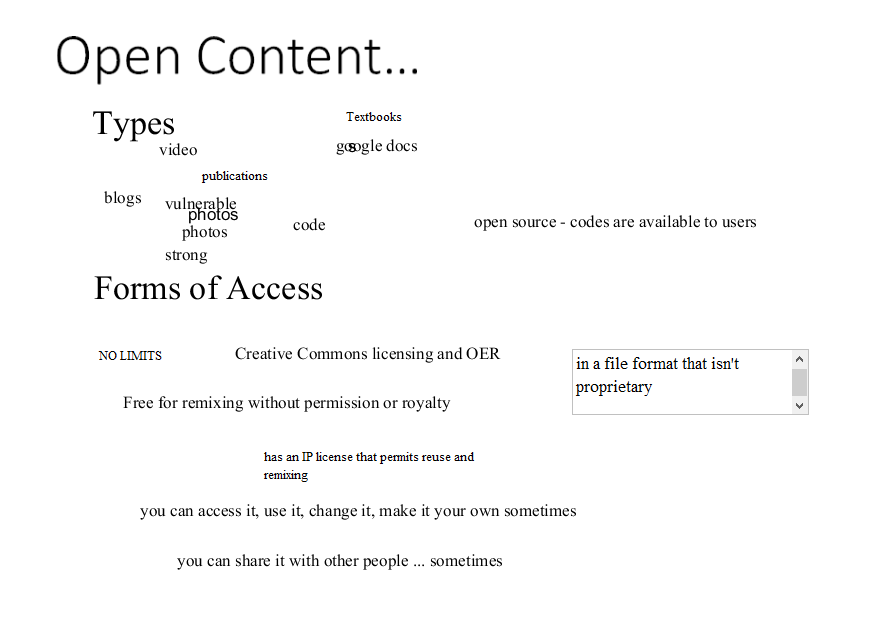 Open Content...
Types
Textbooks
video
google docs
s
publications
blogs
vulnerable
photos
photos
code
open source - codes are available to users
strong
Forms of Access
NO LIMITS
Creative Commons licensing and OER
in a file format that isn't
proprietary
Free for remixing without permission or royalty
has an IP license that permits reuse and
remixing
you can access it, use it, change it, make it your own sometimes
you can share it with other people ... sometimes